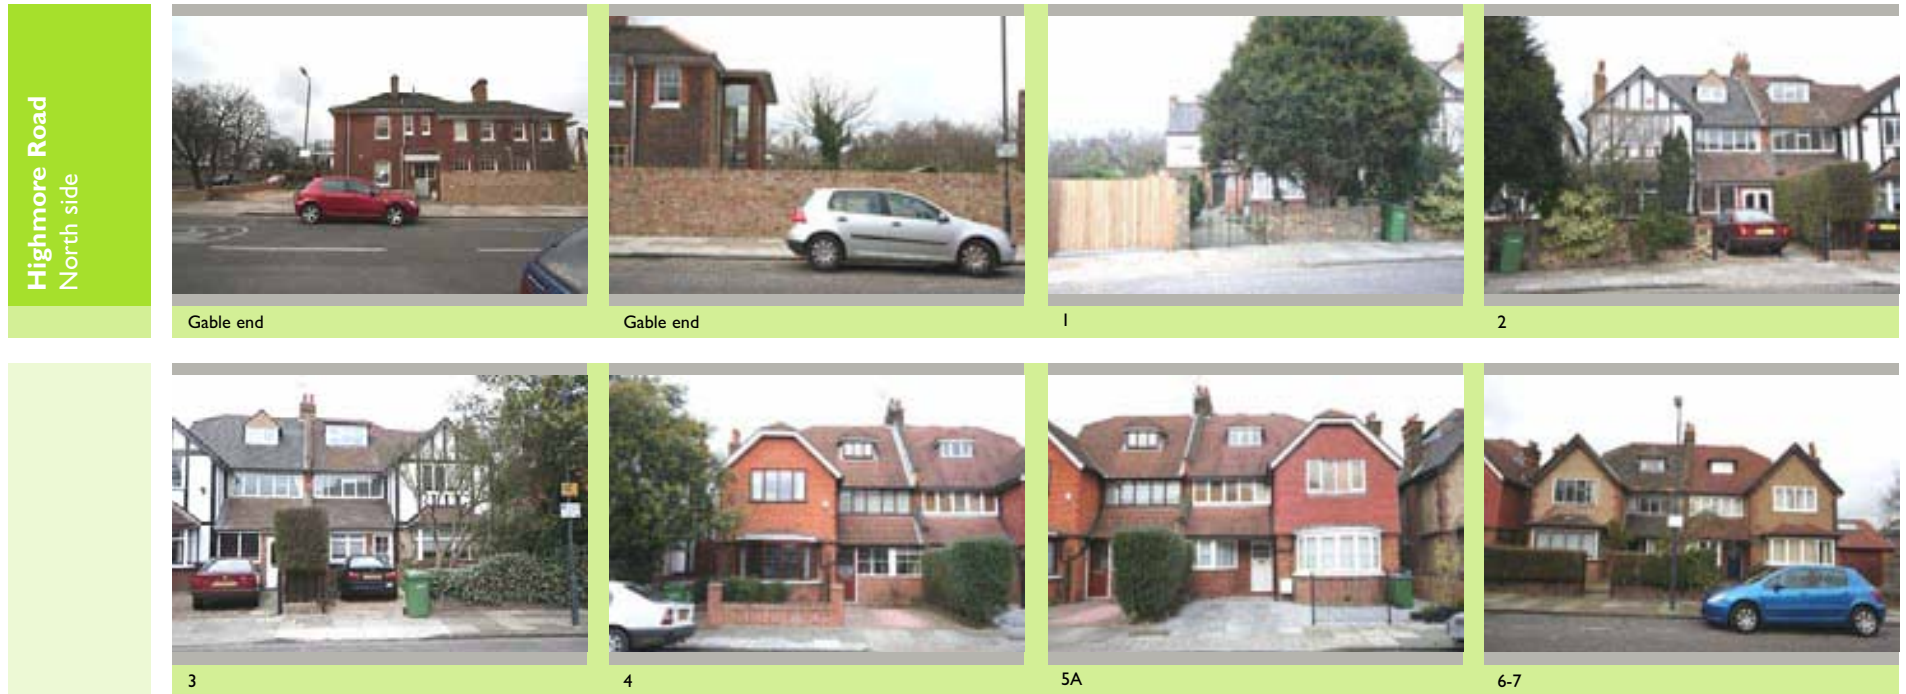 Highmore Road
North side
Gable end
Gable end
1
2
3
4
5A
6-7